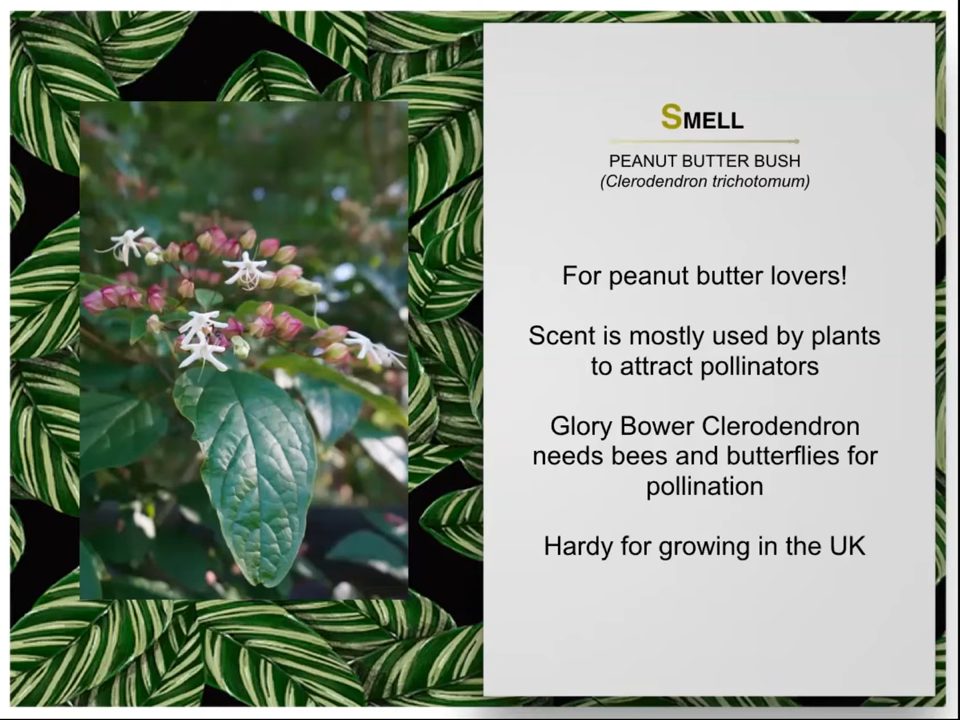 SMELL
PEANUT BUTTER BUSH
(Clerodendron trichotomum)
For peanut butter lovers!
Scent is mostly used by plants
to attract pollinators
Glory Bower Clerodendron
needs bees and butterflies for
pollination
Hardy for growing in the UK